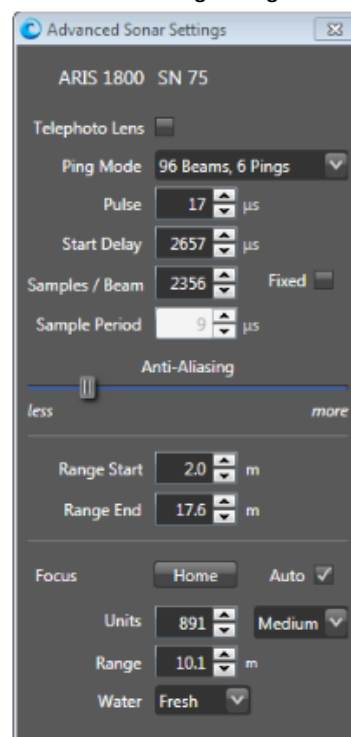 Advanced Sonar Settings
ARIS 1800 SN 75
Telephoto Lens
Ping Mode 96 Beams, 6 Pings
Pulse 17 µs
Start Delay 2657 µs
Samples / Beam 2356 Fixed
Sample Period 9 µs
Anti-Aliasing
less more
Range Start 2.0 m
Range End 17.6 m
Focus Home Auto
Units 891 Medium
Range 10.1 m
Water Fresh